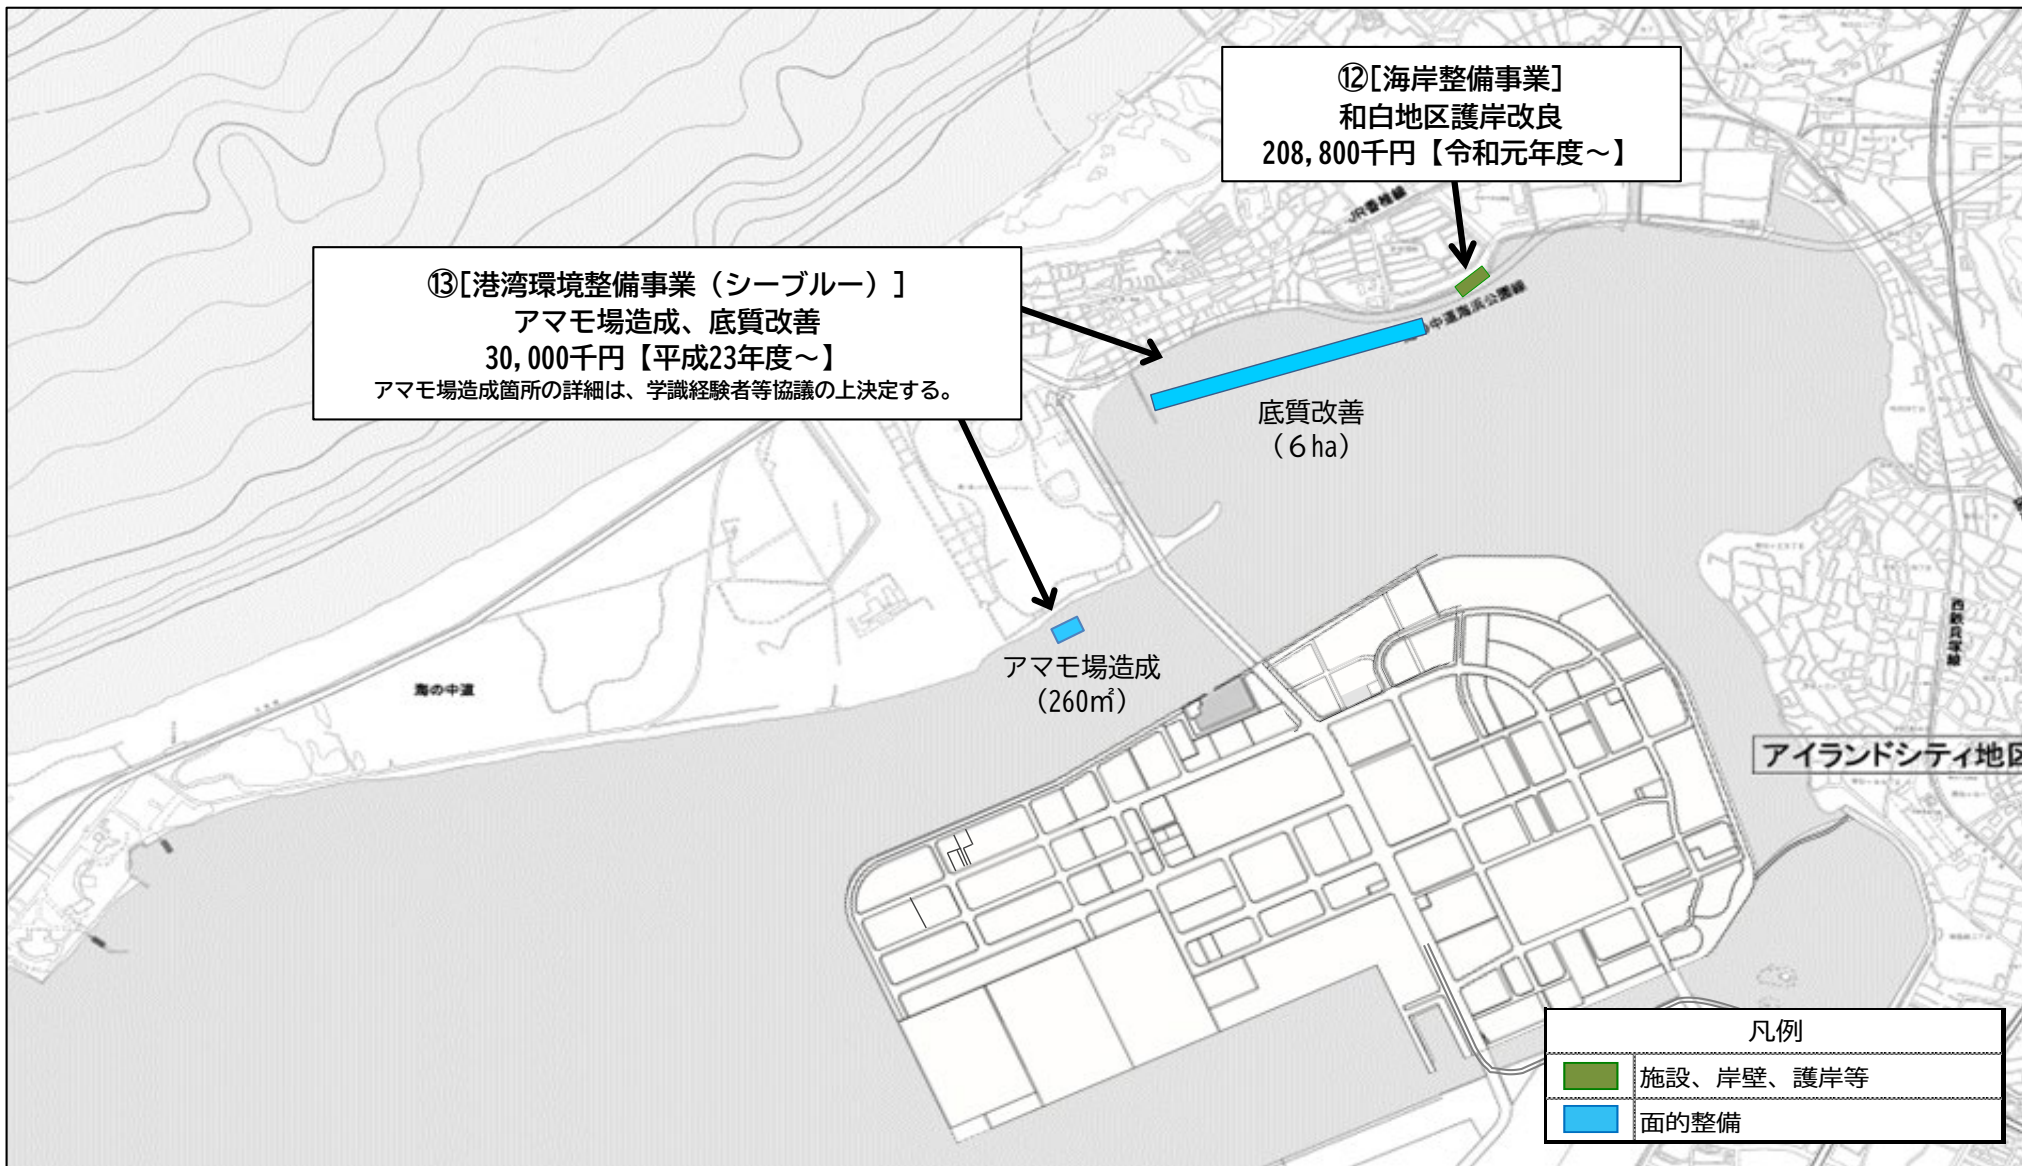 ⑫[海岸整備事業]
和白地区護岸改良
208,800千円【令和元年度～】
JR香椎線
⑬[港湾環境整備事業（シーブルー）]
アマモ場造成、底質改善
30,000千円【平成23年度～】
アマモ場造成箇所の詳細は、学識経験者等協議の上決定する。
の中道海浜公園線
底質改善
（６ha）
アマモ場造成
（260㎡）
海の中道
西鉄貝塚線
アイランドシティ地区
凡例
施設、岸壁、護岸等
面的整備